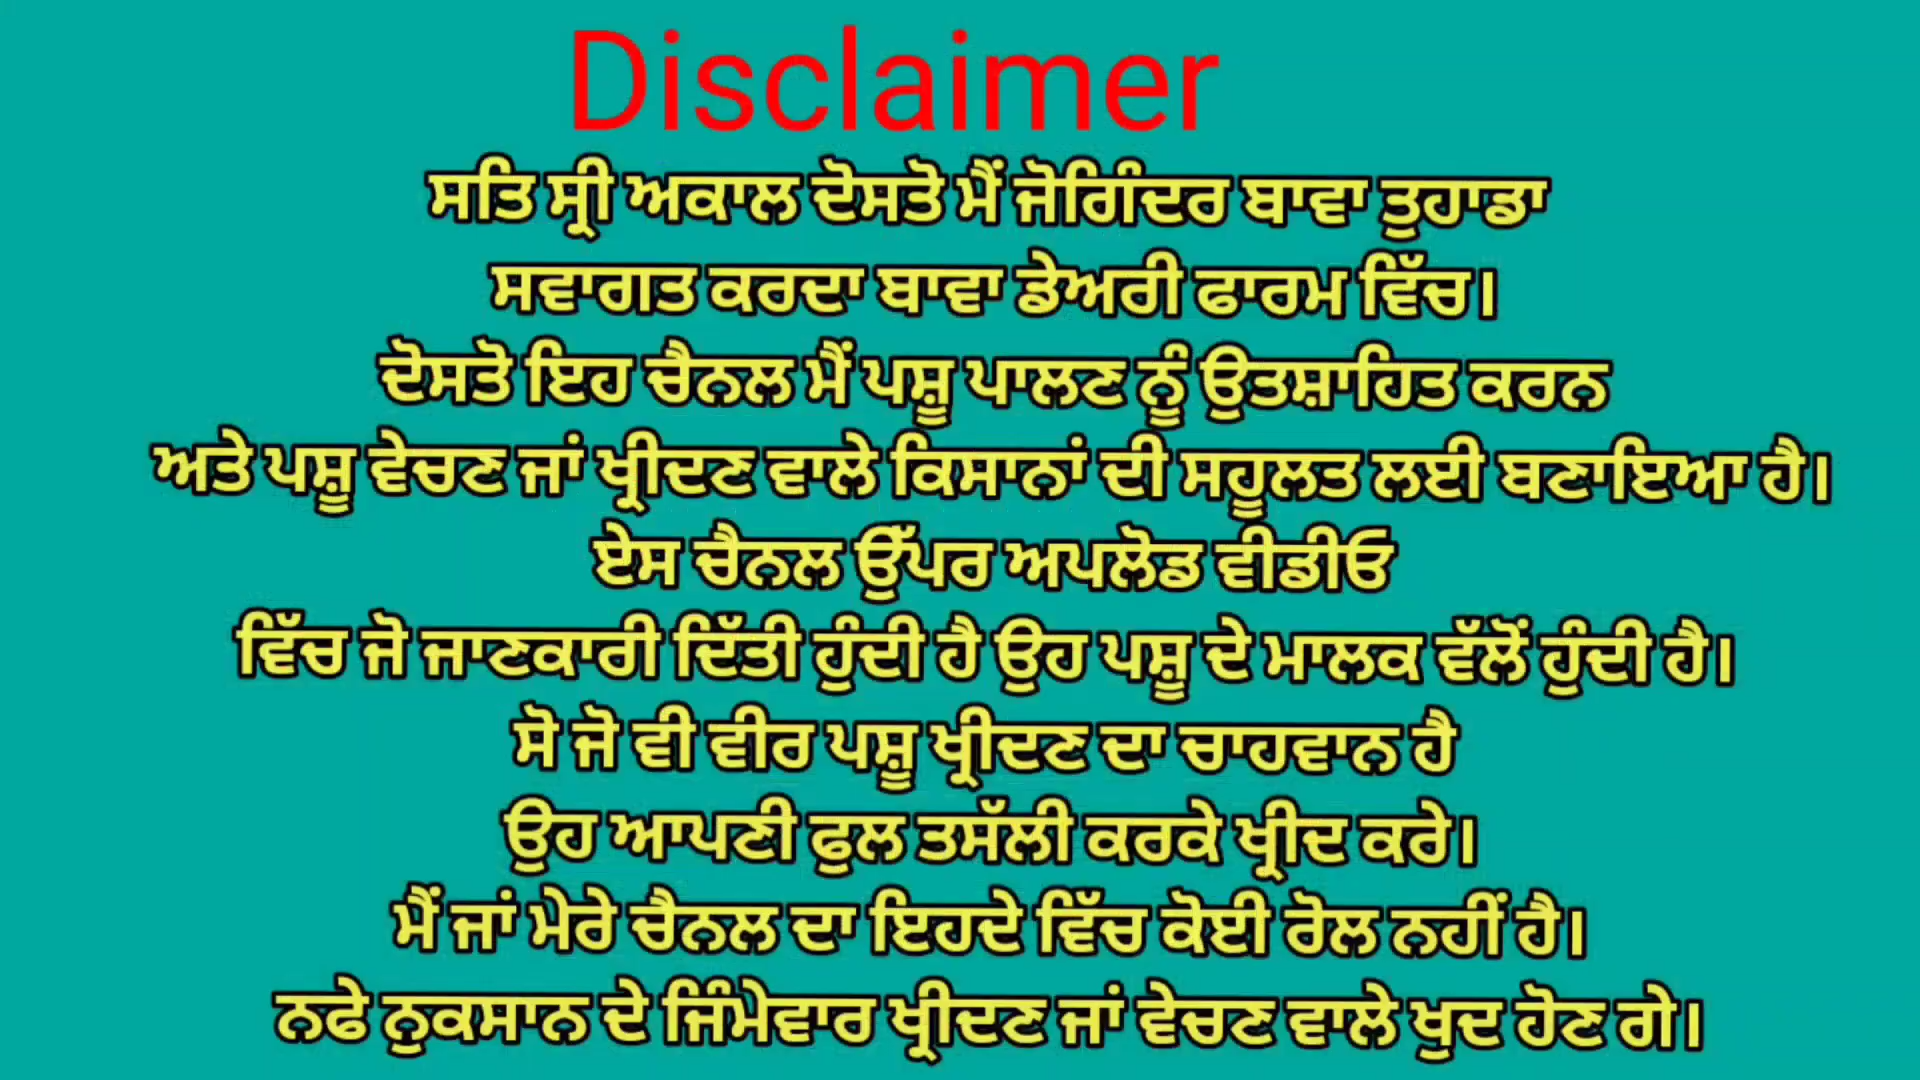 Disclaimer
ਸਤਿ ਸ੍ਰੀ ਅਕਾਲ ਦੋਸਤੋ ਮੈਂ ਜੋਗਿੰਦਰ ਬਾਵਾ ਤੁਹਾਡਾ
ਸਵਾਗਤ ਕਰਦਾ ਬਾਵਾ ਡੇਅਰੀ ਫਾਰਮ ਵਿੱਚ।
ਦੋਸਤੋ ਇਹ ਚੈਨਲ ਮੈਂ ਪਸ਼ੂ ਪਾਲਣ ਨੂੰ ਉਤਸ਼ਾਹਿਤ ਕਰਨ
ਅਤੇ ਪਸ਼ੂ ਵੇਚਣ ਜਾਂ ਖ੍ਰੀਦਣ ਵਾਲੇ ਕਿਸਾਨਾਂ ਦੀ ਸਹੂਲਤ ਲਈ ਬਣਾਇਆ ਹੈ।
ਏਸ ਚੈਨਲ ਉੱਪਰ ਅਪਲੋਡ ਵੀਡੀਓ
ਵਿੱਚ ਜੋ ਜਾਣਕਾਰੀ ਦਿੱਤੀ ਹੁੰਦੀ ਹੈ ਉਹ ਪਸ਼ੂ ਦੇ ਮਾਲਕ ਵੱਲੋਂ ਹੁੰਦੀ ਹੈ।
ਸੋ ਜੋ ਵੀ ਵੀਰ ਪਸ਼ੂ ਖ੍ਰੀਦਣ ਦਾ ਚਾਹਵਾਨ ਹੈ
ਉਹ ਆਪਣੀ ਫੁਲ ਤਸੱਲੀ ਕਰਕੇ ਖ੍ਰੀਦ ਕਰੇ।
ਮੈਂ ਜਾਂ ਮੇਰੇ ਚੈਨਲ ਦਾ ਇਹਦੇ ਵਿੱਚ ਕੋਈ ਰੋਲ ਨਹੀਂ ਹੈ।
ਨਫੇ ਨੁਕਸਾਨ ਦੇ ਜਿੰਮੇਵਾਰ ਖ੍ਰੀਦਣ ਜਾਂ ਵੇਚਣ ਵਾਲੇ ਖੁਦ ਹੋਣ ਗੇ।